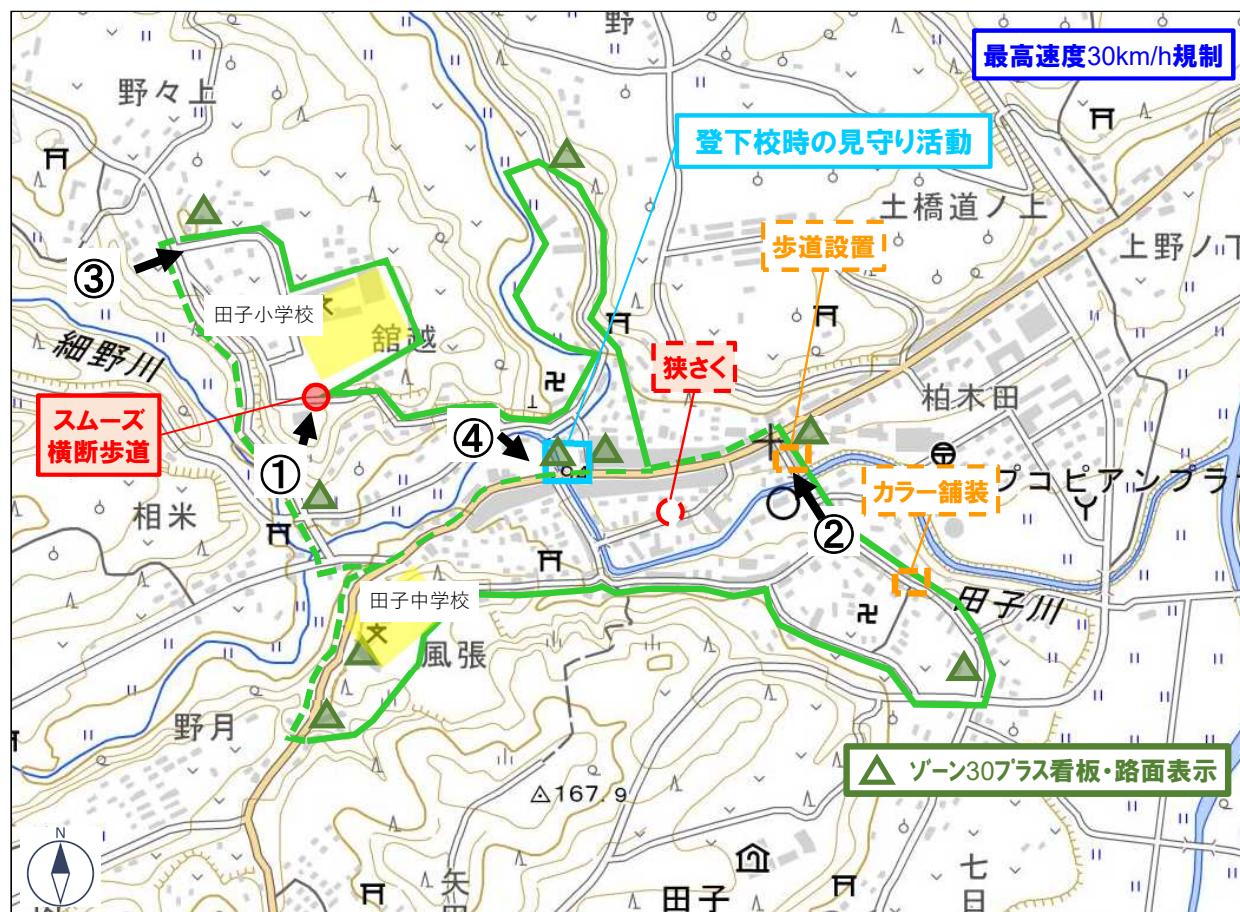 野
最高速度30km/h規制
野々上
登下校時の見守り活動
土橋道ノ上
歩道設置
上野ノ下
③
田子小学校
舘越
細野川
狭さく
柏木田
スムーズ
横断歩道
④
①
カラー舗装
プコピアンプラ
相米
②
田子中学校
田子川
風張
野月
ゾーン30プラス看板・路面表示
167.9
N
七
日
田子